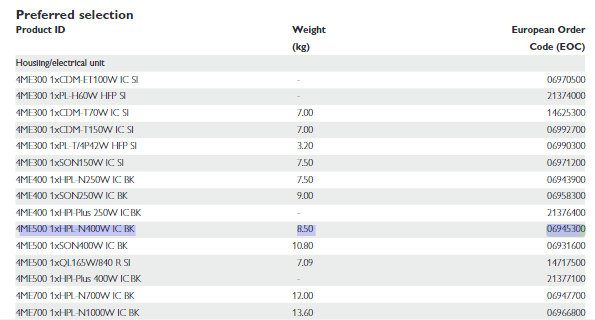 Preferred selection
Product ID Weight European Order
(kg) Code (EOC)
Housiing/electrical unit
4ME300 1xCDM-ET100W IC SI - 06970500
4ME300 1xPL-H60W HFP SI - 21374000
4ME300 1xCDM-T70W IC SI 7.00 14625300
4ME300 1xCDM-T150W IC SI 7.00 06992700
4ME300 1xPL-T/4P42W HFP SI 3.20 06990300
4ME300 1xSON150W IC SI 7.50 06971200
4ME400 1xHPL-N250W IC BK 7.50 06943900
4ME400 1xSON250W IC BK 9.00 06958300
4ME400 1xHPI-Plus 250W IC BK - 21376400
4ME500 1xHPL-N400W IC BK 8.50 06945300
4ME500 1xSON400W IC BK 10.80 06931600
4ME500 1xQL165W/840 R SI 7.09 14717500
4ME500 1xHPI-Plus 400W IC BK - 21377100
4ME700 1xHPL-N700W IC BK 12.00 06947700
4ME700 1xHPL-N1000W IC BK 13.60 06966800